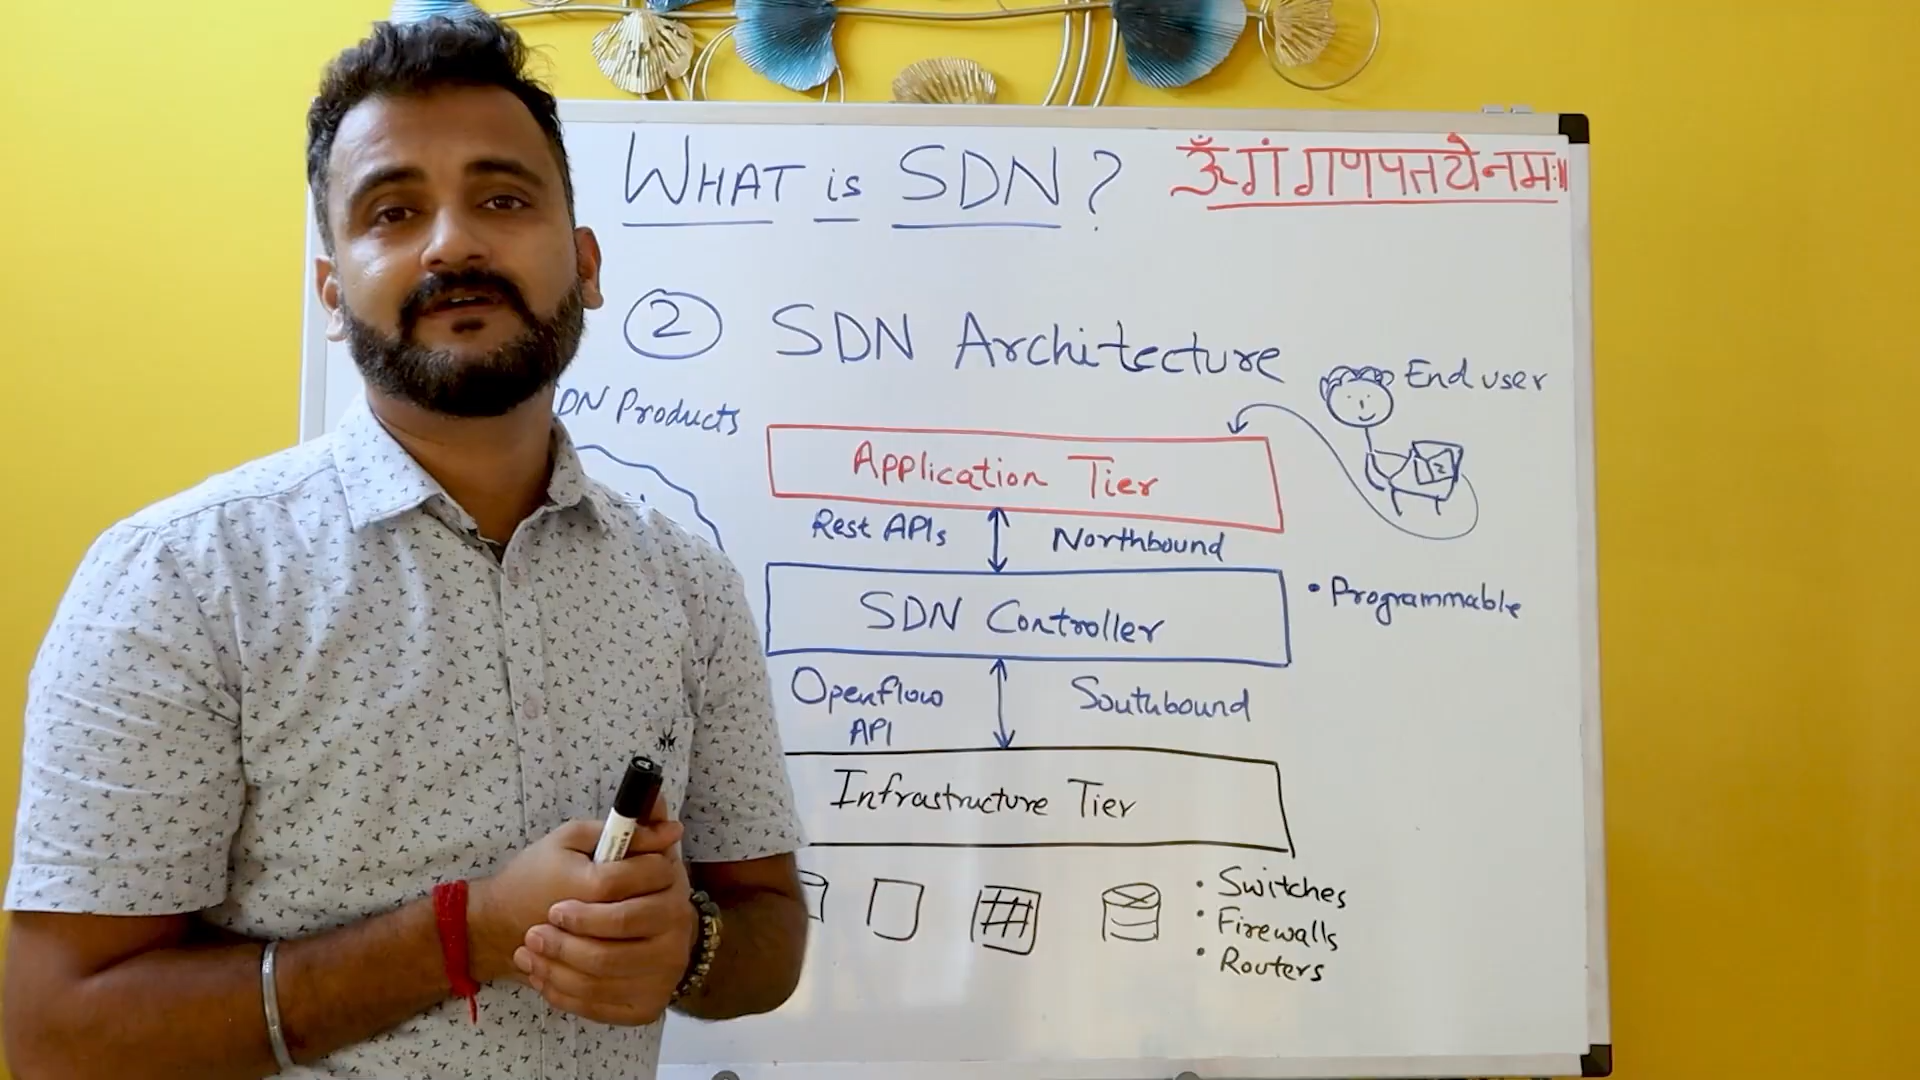 WHAT is SDN?
ॐ गं गणपतये नमः॥
2 SDN Architecture
End user
DN Products
Application Tier
Rest APIs Northbound
SDN Controller
• Programmable
Openflow API Southbound
Infrastructure Tier
• Switches
• Firewalls
• Routers